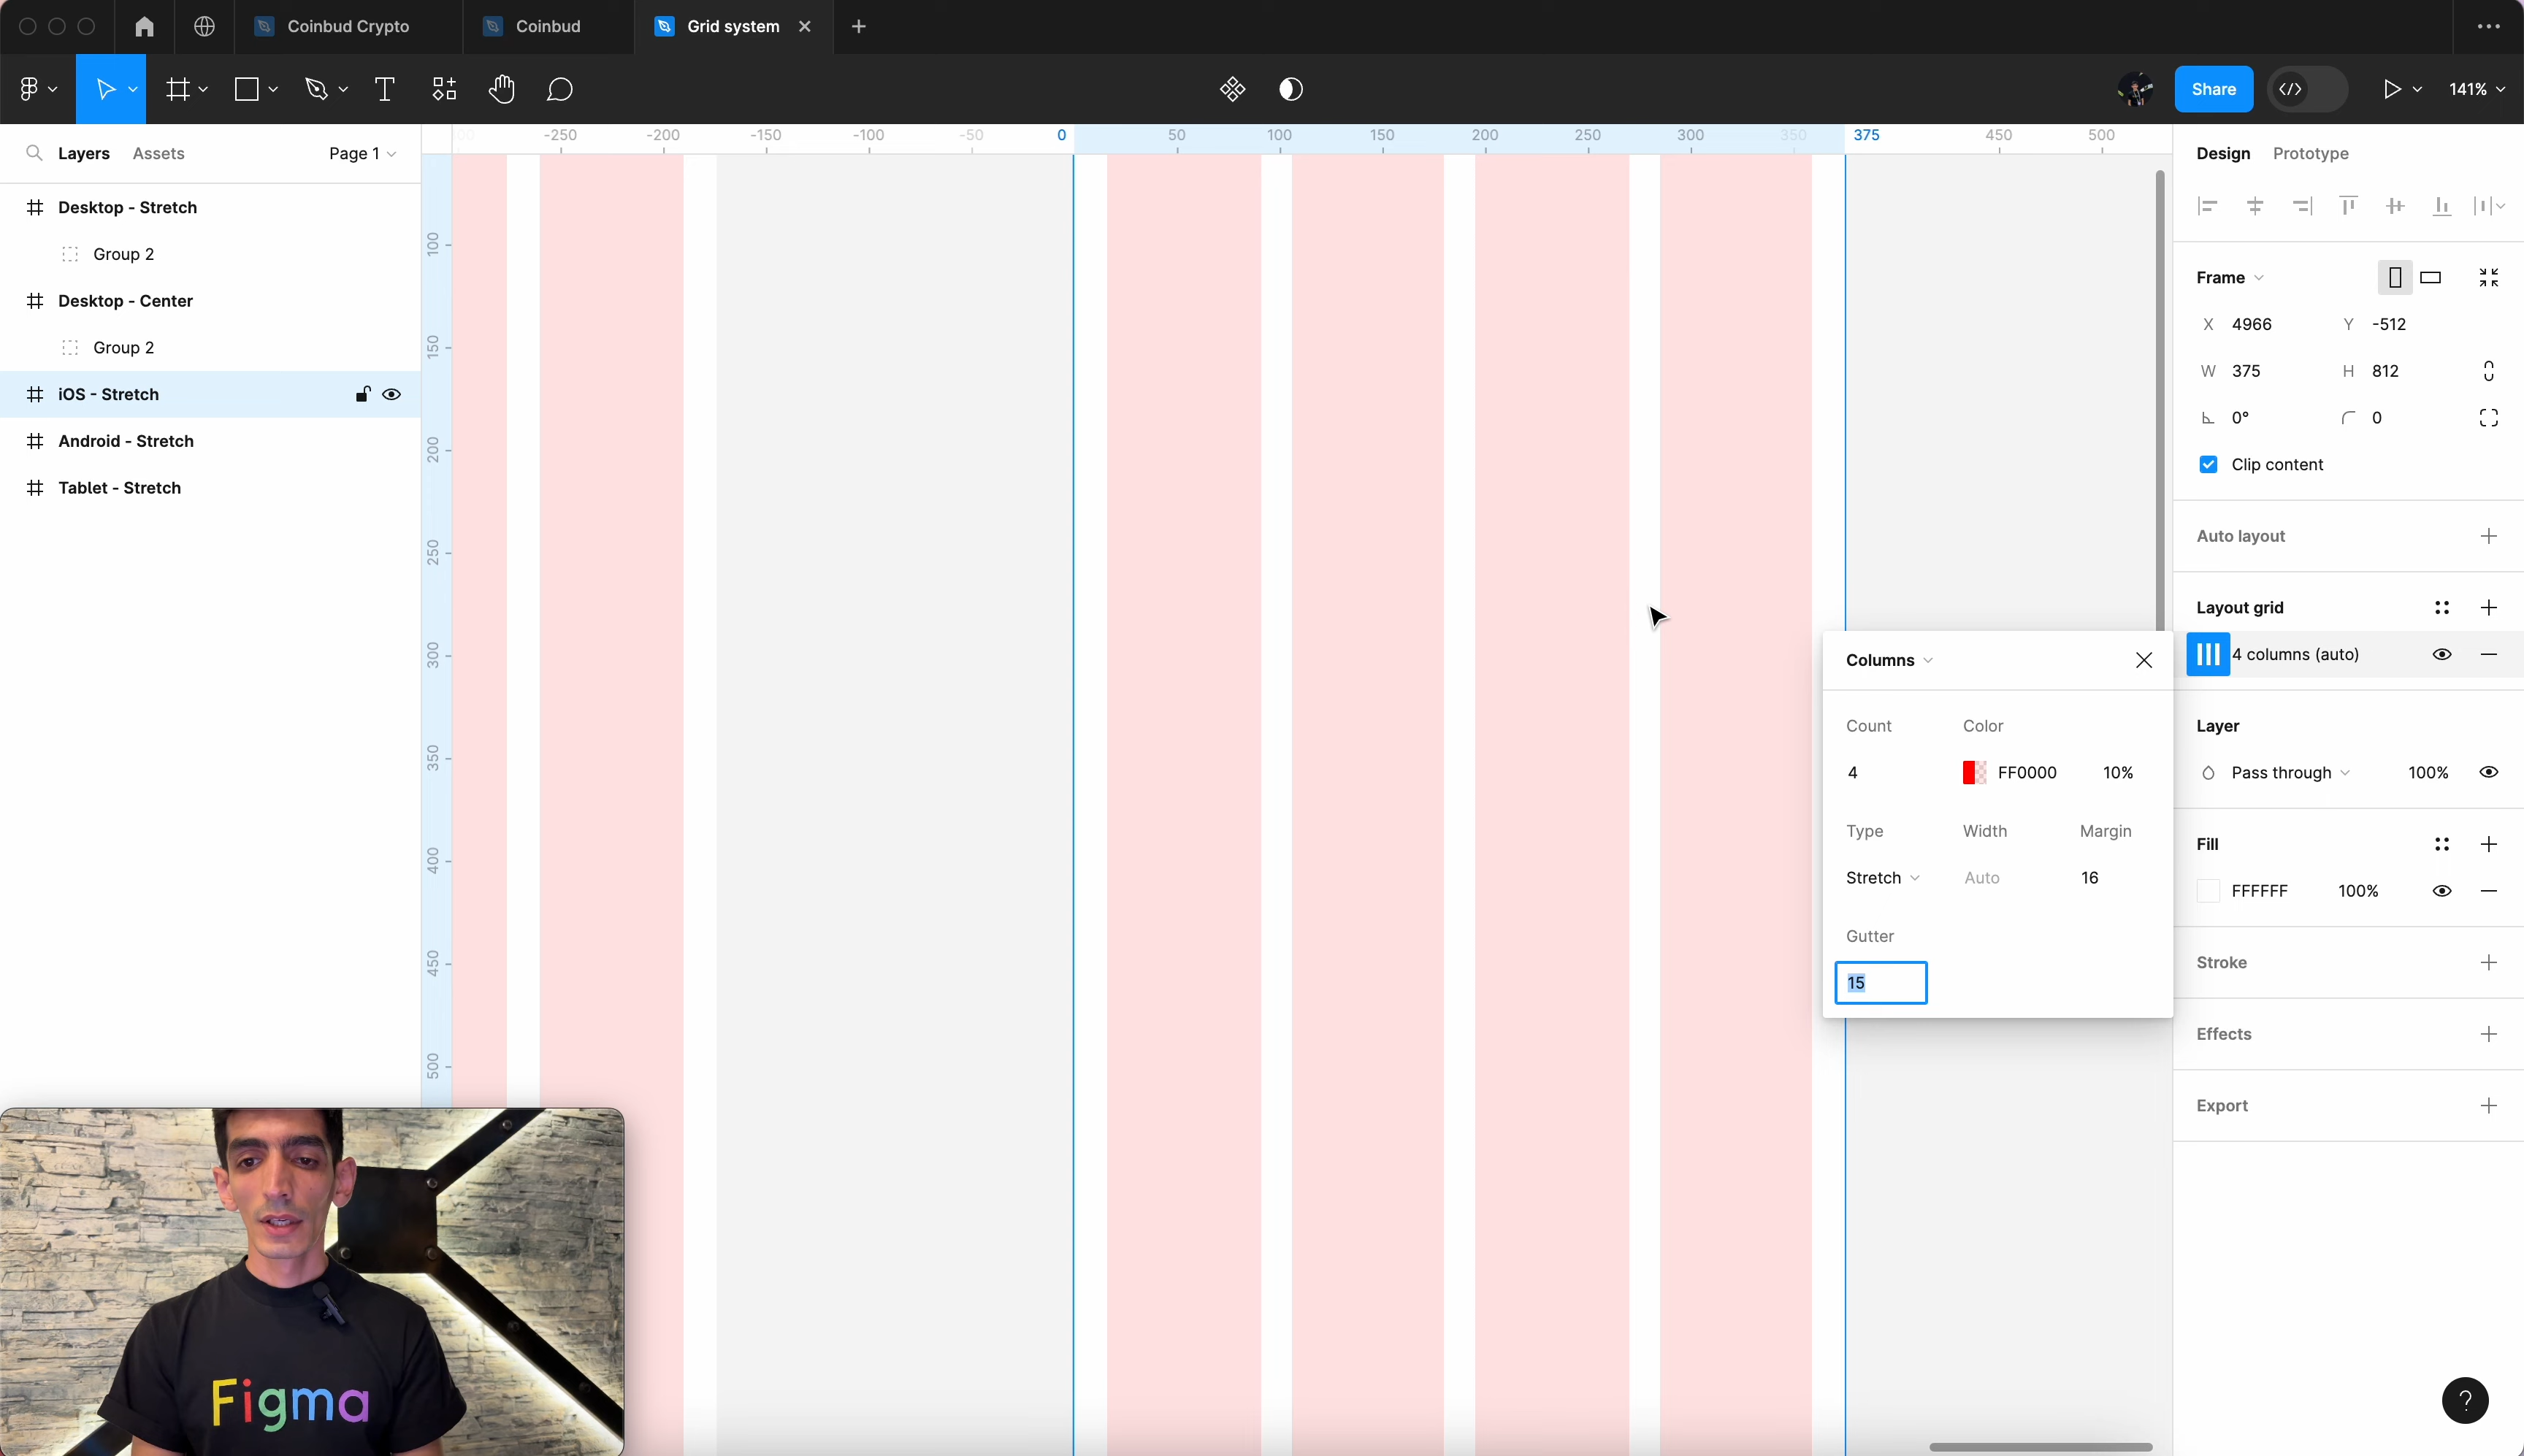 Coinbud Crypto
Coinbud
Grid system
Share
141%
Layers Assets Page 1
Desktop - Stretch
Group 2
Desktop - Center
Group 2
iOS - Stretch
Android - Stretch
Tablet - Stretch
-250 -200 -150 -100 -50 0 50 100 150 200 250 300 350 375 450 500
100
150
200
250
300
350
400
450
500
Columns
Count Color
4 FF0000 10%
Type Width Margin
Stretch Auto 16
Gutter
15
Design Prototype
Frame
X 4966 Y -512
W 375 H 812
0° 0
Clip content
Auto layout
Layout grid
4 columns (auto)
Layer
Pass through 100%
Fill
FFFFFF 100%
Stroke
Effects
Export
?
Figma